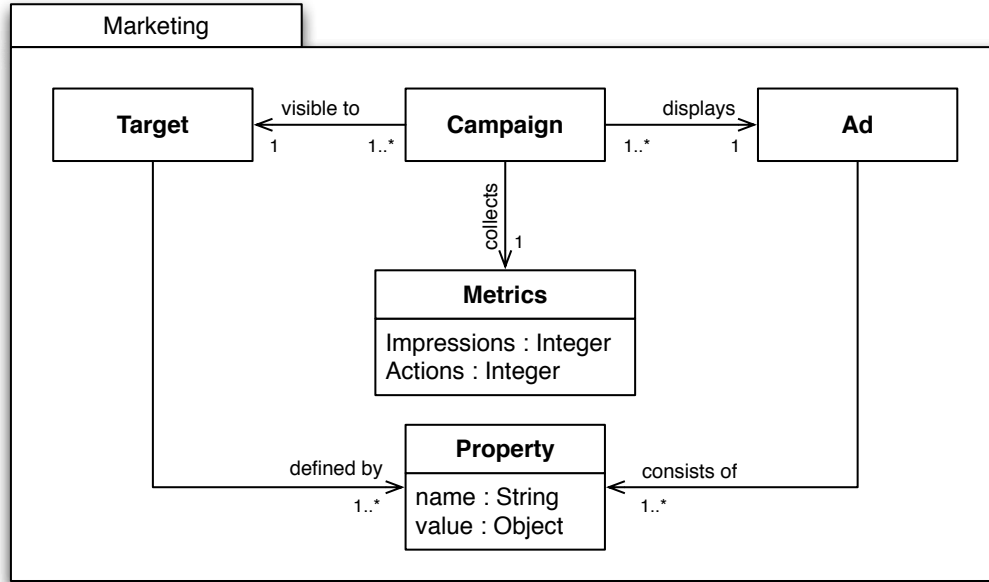 Marketing
Target
visible to
1
1..*
Campaign
displays
1..*
1
Ad
collects
1
Metrics
Impressions : Integer
Actions : Integer
Property
name : String
value : Object
defined by
1..*
consists of
1..*